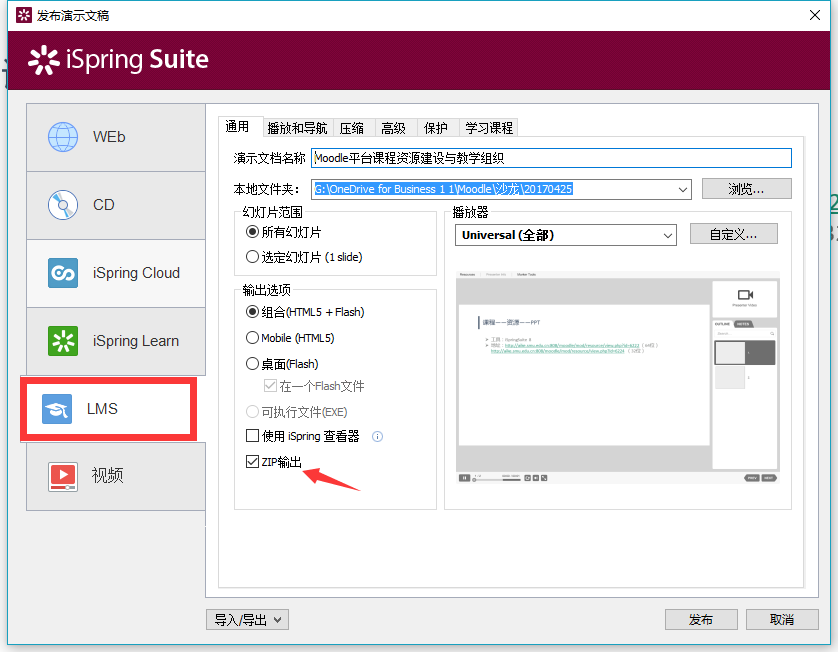 发布演示文稿
iSpring Suite
WEb
CD
iSpring Cloud
iSpring Learn
LMS
视频
通用 播放和导航 压缩 高级 保护 学习课程
演示文档名称 Moodle平台课程资源建设与教学组织
本地文件夹: G:\OneDrive for Business 1 1\Moodle\沙龙\20170425 浏览...
幻灯片范围
所有幻灯片
选定幻灯片 (1 slide)
输出选项
组合(HTML5 + Flash)
Mobile (HTML5)
桌面(Flash)
在一个Flash文件
可执行文件(EXE)
使用 iSpring 查看器
ZIP输出
播放器
Universal (全部) 自定义...
课程——资源——PPT
Presenter Video
OUTLINE NOTES
PREV NEXT
导入/导出 发布 取消